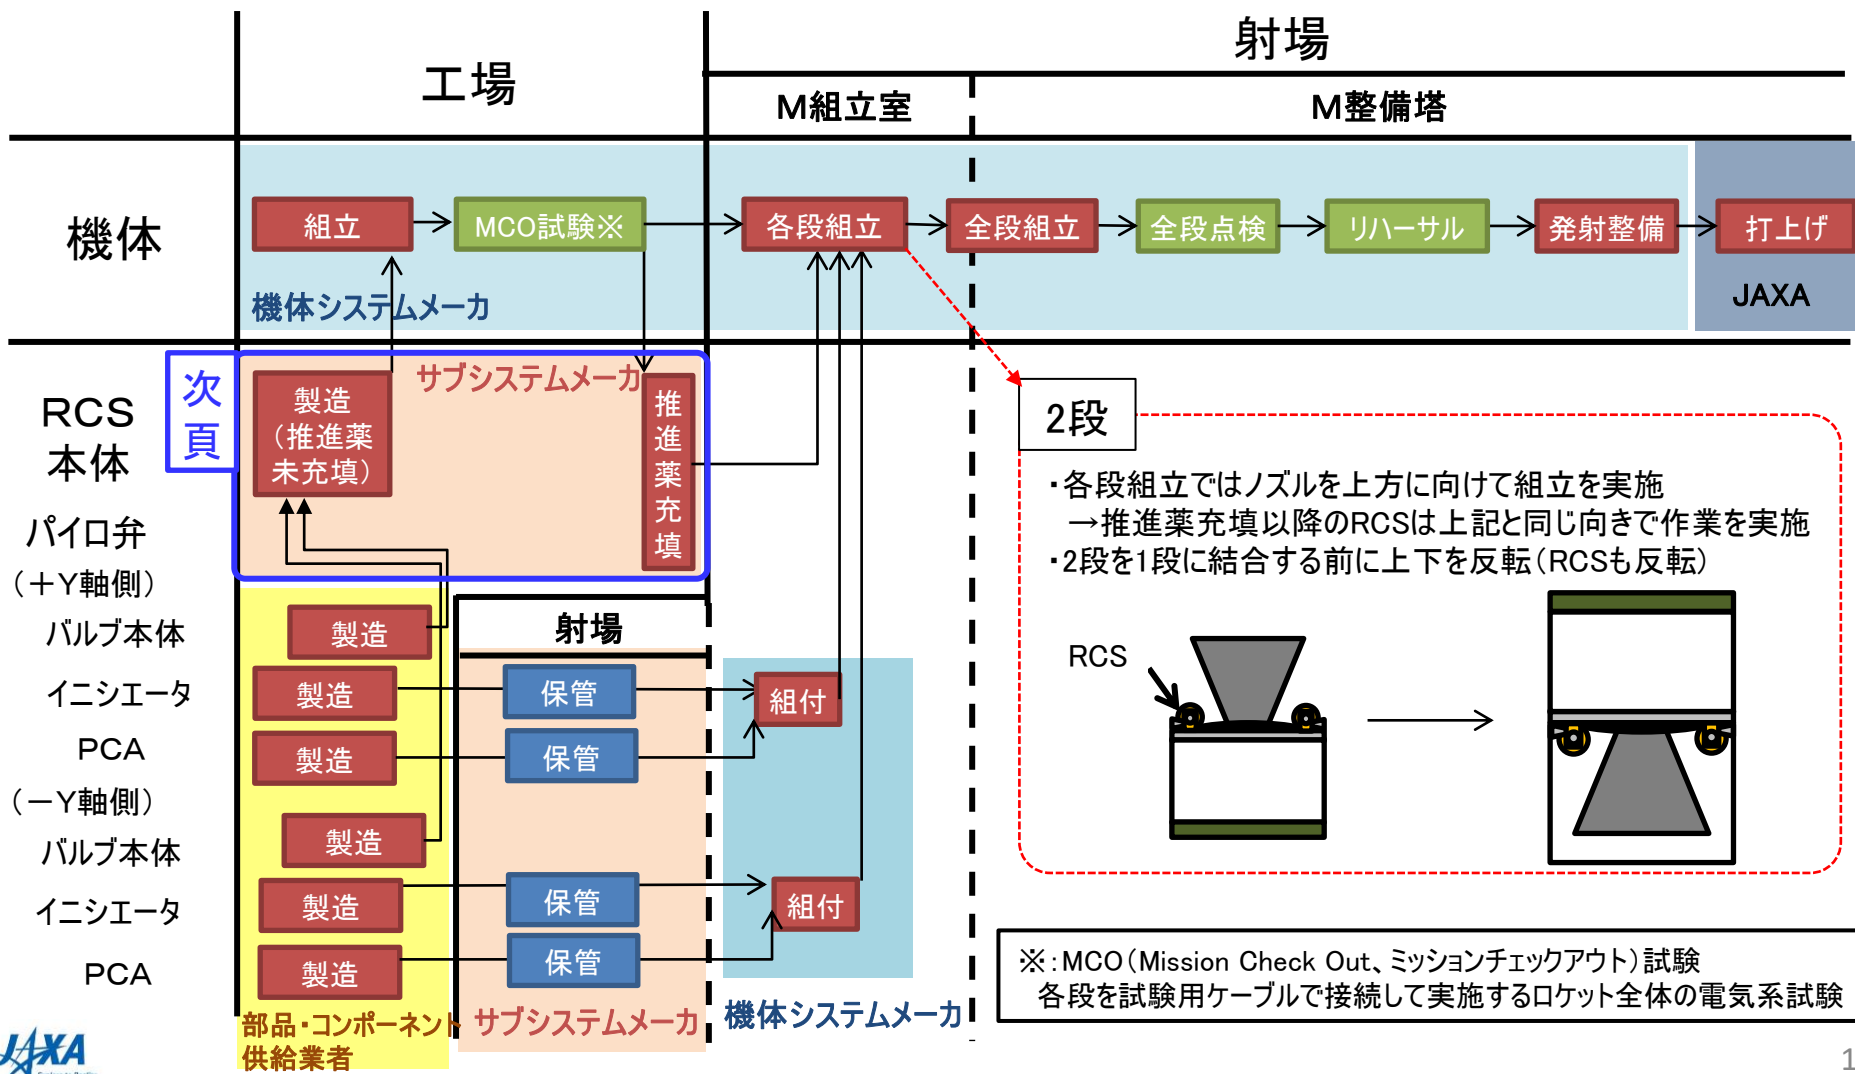 工場
射場
M組立室
M整備塔
機体
組立
MCO試験※
各段組立
全段組立
全段点検
リハーサル
発射整備
打上げ
機体システムメーカ
JAXA
次
頁
サブシステムメーカ
RCS
本体
製造
（推進薬
未充填）
推
進
薬
充
填
2段
・各段組立ではノズルを上方に向けて組立を実施
→推進薬充填以降のRCSは上記と同じ向きで作業を実施
・2段を1段に結合する前に上下を反転（RCSも反転）
RCS
パイロ弁
（＋Y軸側）
バルブ本体
製造
射場
イニシエータ
製造
保管
組付
PCA
製造
保管
（－Y軸側）
バルブ本体
製造
イニシエータ
製造
保管
組付
PCA
製造
保管
部品・コンポーネント
供給業者
サブシステムメーカ
機体システムメーカ
※：MCO（Mission Check Out、ミッションチェックアウト）試験
各段を試験用ケーブルで接続して実施するロケット全体の電気系試験
JAXA
1